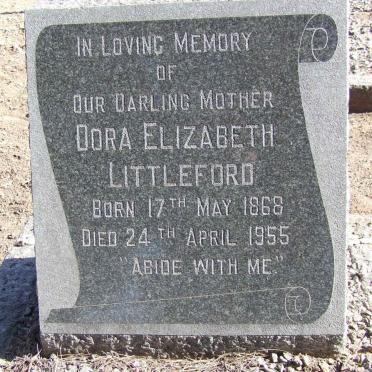 IN LOVING MEMORY
OF
OUR DARLING MOTHER
DORA ELIZABETH
LITTLEFORD
BORN 17TH MAY 1868
DIED 24TH APRIL 1955
"ABIDE WITH ME."